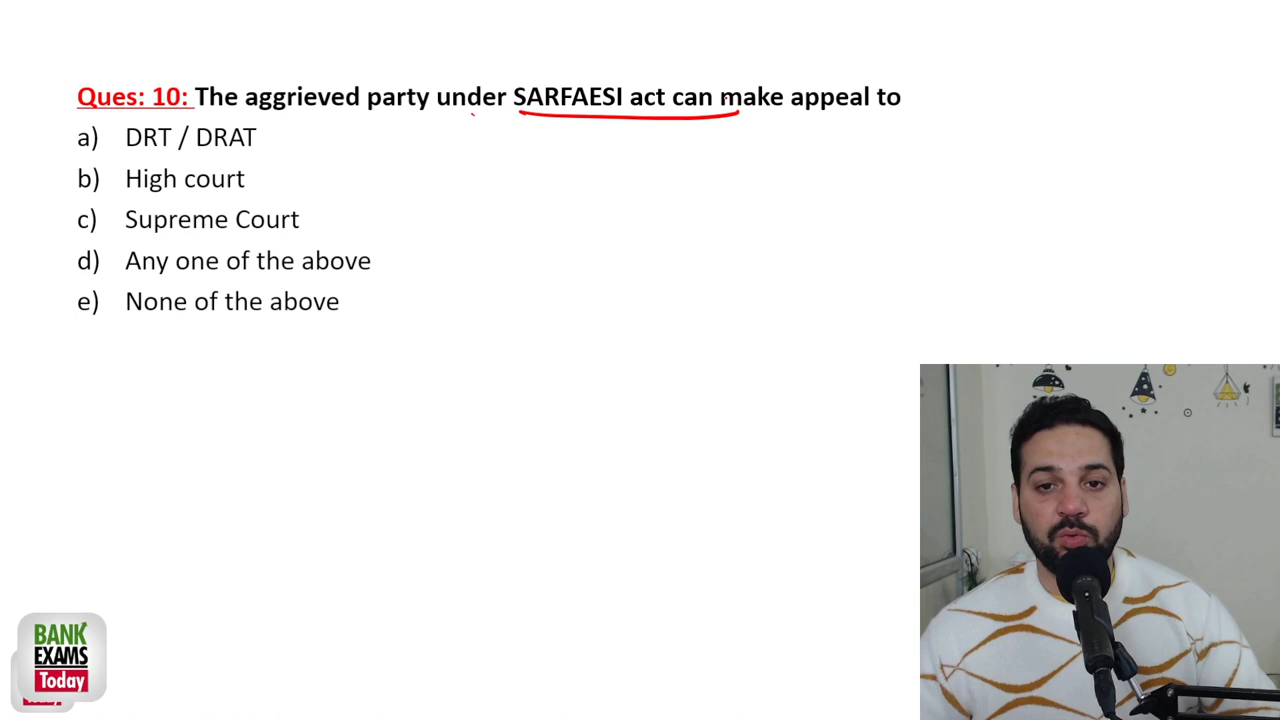 Ques: 10: The aggrieved party under SARFAESI act can make appeal to
a) DRT / DRAT
b) High court
c) Supreme Court
d) Any one of the above
e) None of the above
BANK
EXAMS
Today